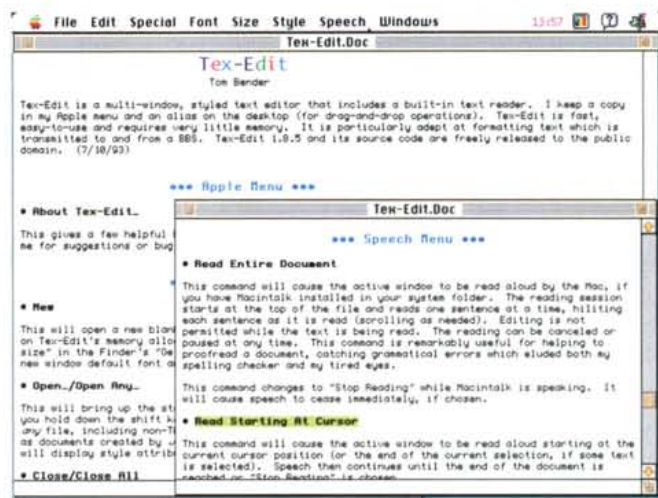 File Edit Special Font Size Style Speech Windows 13:57
Tex-Edit.Doc
Tex-Edit
Tom Bender
Tex-Edit is a multi-window, styled text editor that includes a built-in text reader. I keep a copy
in my Apple menu and an alias on the desktop (for drag-and-drop operations). Tex-Edit is fast,
easy-to-use and requires very little memory. It is particularly adept at formatting text which is
transmitted to and from a BBS. Tex-Edit 1.8.5 and its source code are freely released to the public
domain. (7/10/93)
*** Apple Menu ***
• About Tex-Edit…
This gives a few helpful
me for suggestions or bug
• New
This will open a new blan
on Tex-Edit's memory allo
size" in the Finder's "Ge
new window default font a
• Open…/Open Any…
This will bring up the st
you hold down the shift k
any file, including non-T
as documents created by
will display style attrib
• Close/Close All
Tex-Edit.Doc
*** Speech Menu ***
• Read Entire Document
This command will cause the active window to be read aloud by the Mac, if
you have Macintalk installed in your system folder. The reading session
starts at the top of the file and reads one sentence at a time, hiliting
each sentence as it is read (scrolling as needed). Editing is not
permitted while the text is being read. The reading can be canceled or
paused at any time. This command is remarkably useful for helping to
proofread a document, catching grammatical errors which eluded both my
spelling checker and my tired eyes.
This command changes to "Stop Reading" while Macintalk is speaking. It
will cause speech to cease immediately, if chosen.
• Read Starting At Cursor
This command will cause the active window to be read aloud starting at the
current cursor position (or the end of the current selection, if some text
is selected). Speech then continues until the end of the document is
reached or "Stop Reading" is chosen